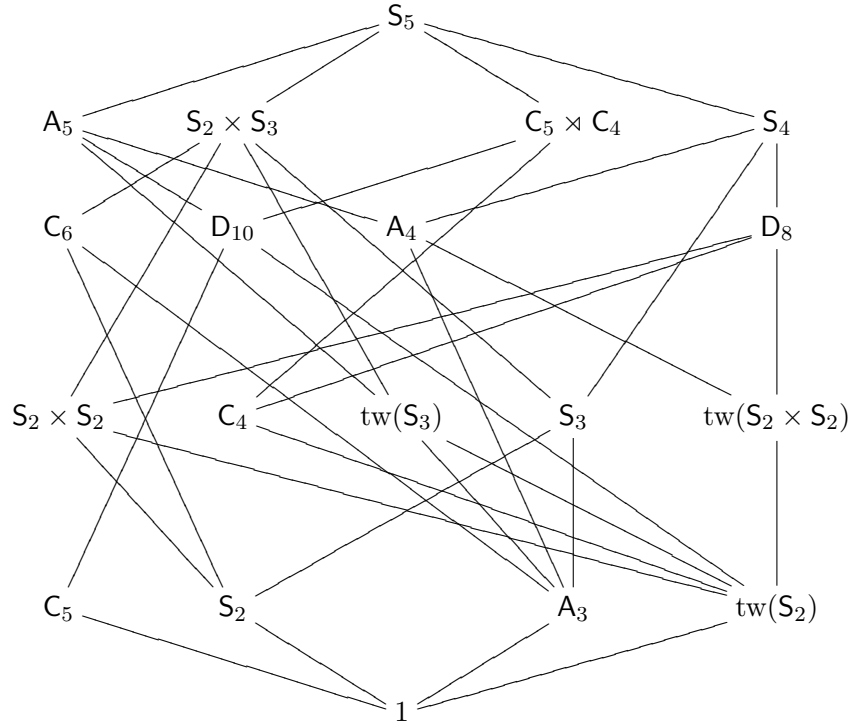 S₅
A₅ S₂ × S₃ C₅ ⋊ C₄ S₄
C₆ D₁₀ A₄ D₈
S₂ × S₂ C₄ tw(S₃) S₃ tw(S₂ × S₂)
C₅ S₂ A₃ tw(S₂)
1